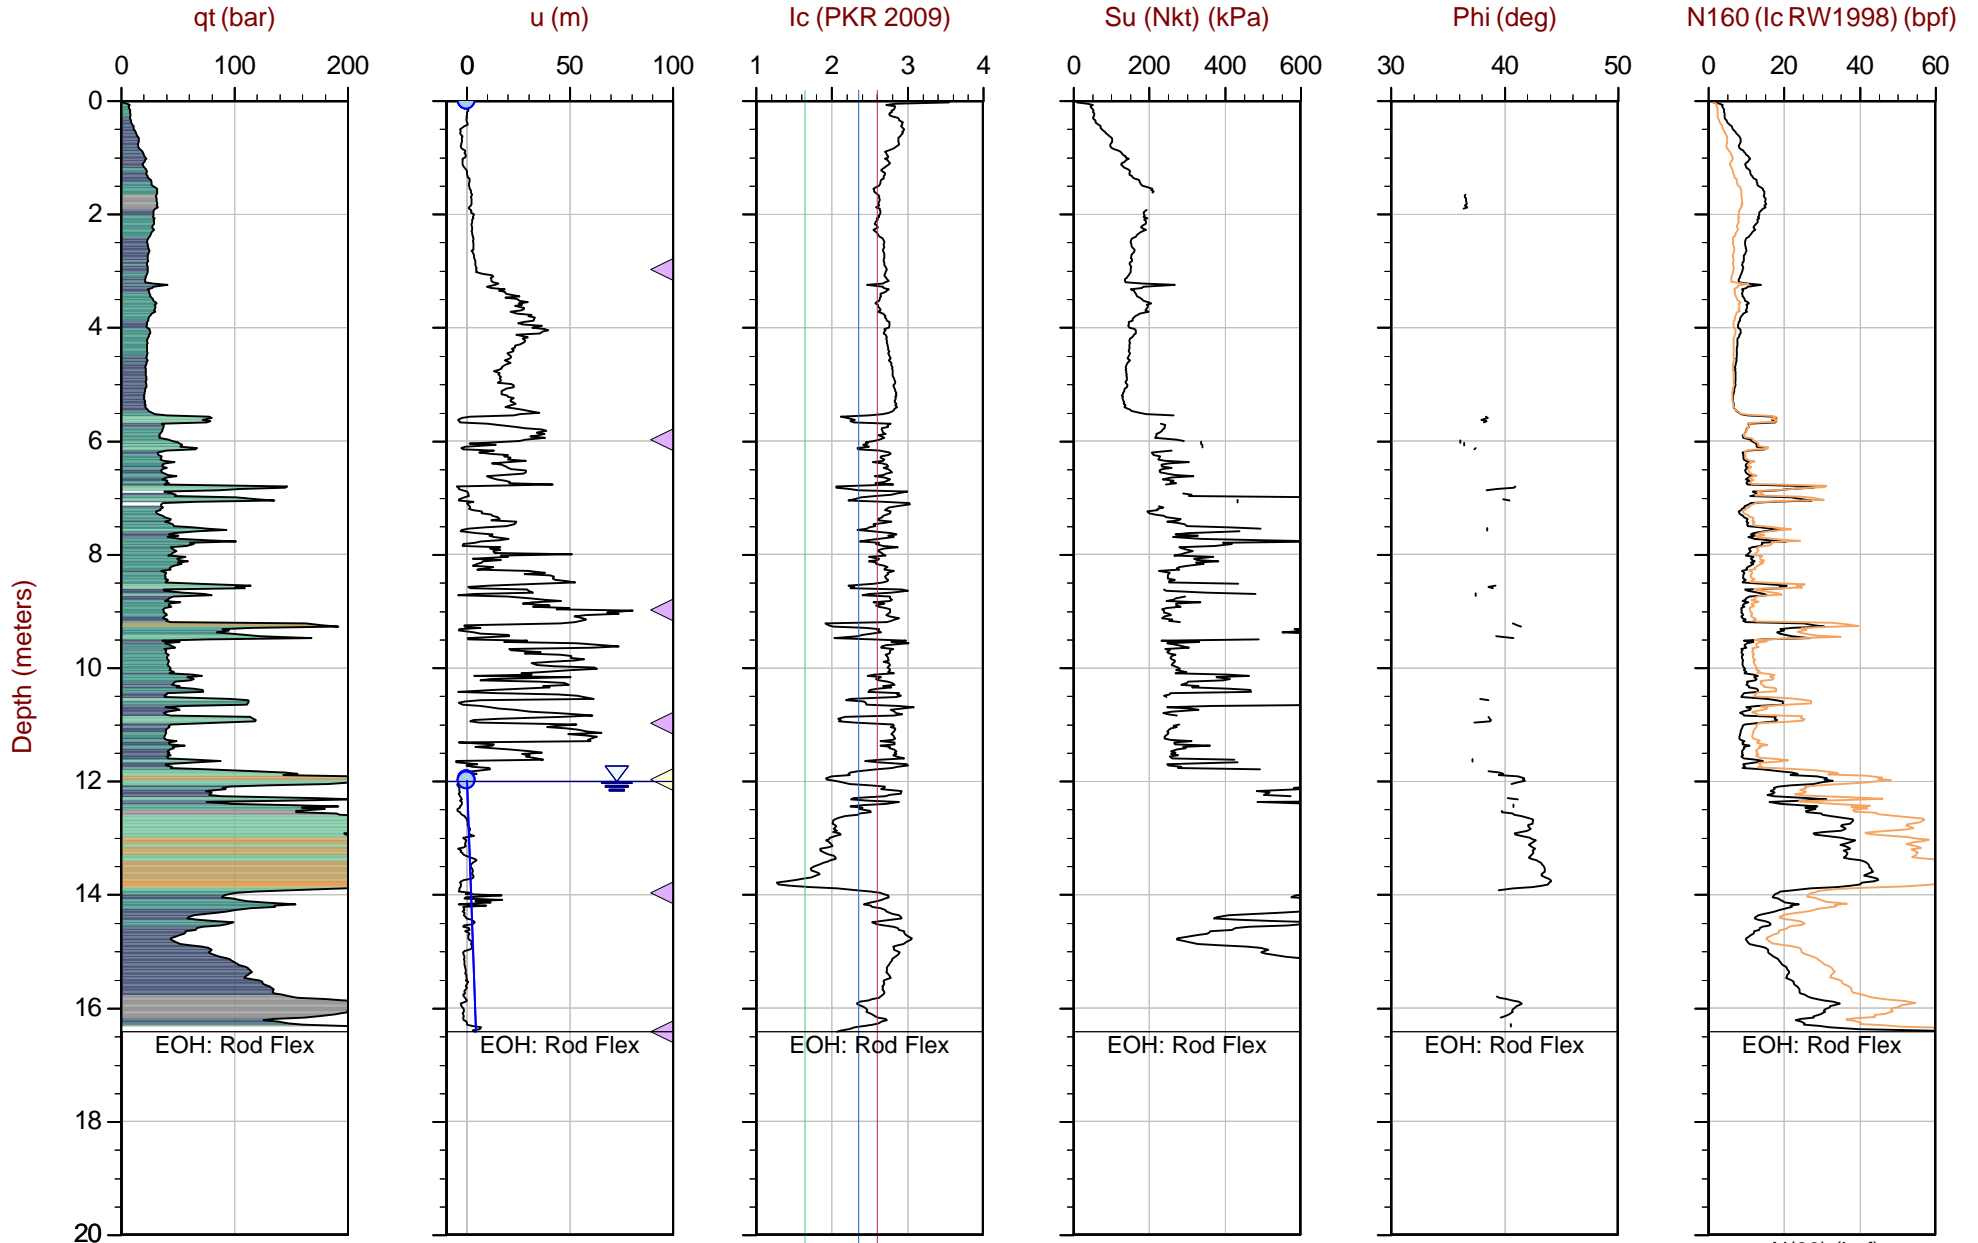 qt (bar) u (m) Ic (PKR 2009) Su (Nkt) (kPa) Phi (deg) N160 (Ic RW1998) (bpf)
0 100 200 0 50 100 1 2 3 4 0 200 400 600 30 40 50 0 20 40 60
0
2
4
6
8
10
12
14
16
18
20
Depth (meters)
EOH: Rod Flex EOH: Rod Flex EOH: Rod Flex EOH: Rod Flex EOH: Rod Flex EOH: Rod Flex